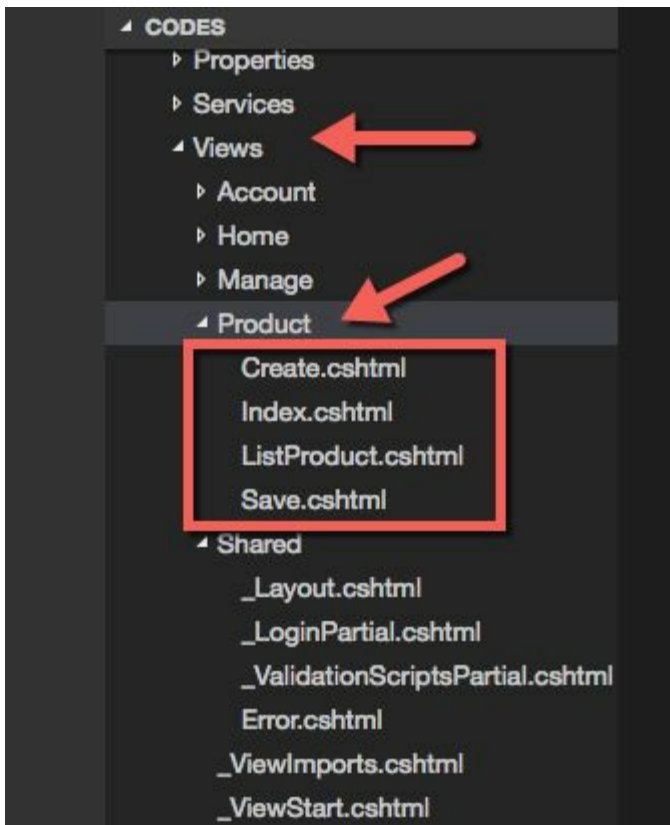 CODES
Properties
Services
Views
Account
Home
Manage
Product
Create.cshtml
Index.cshtml
ListProduct.cshtml
Save.cshtml
Shared
_Layout.cshtml
_LoginPartial.cshtml
_ValidationScriptsPartial.cshtml
Error.cshtml
_ViewImports.cshtml
_ViewStart.cshtml